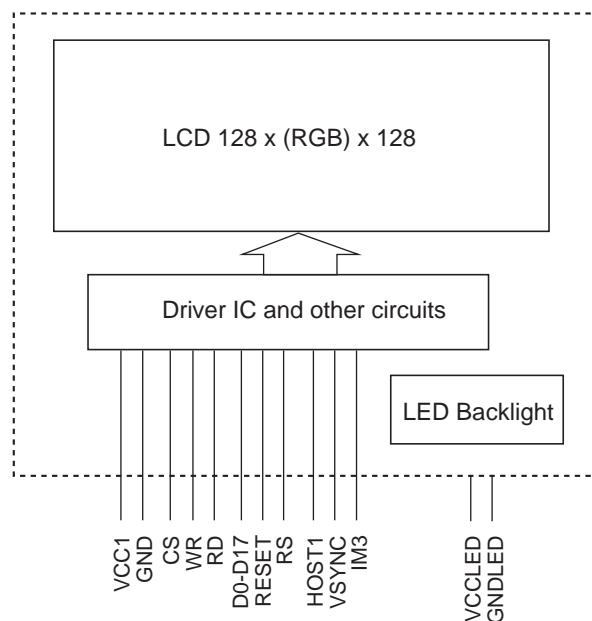 LCD 128 x (RGB) x 128
Driver IC and other circuits
LED Backlight
VCC1
GND
CS
WR
RD
D0-D17
RESET
RS
HOST1
VSYNC
IM3
VCCLED
GNDLED